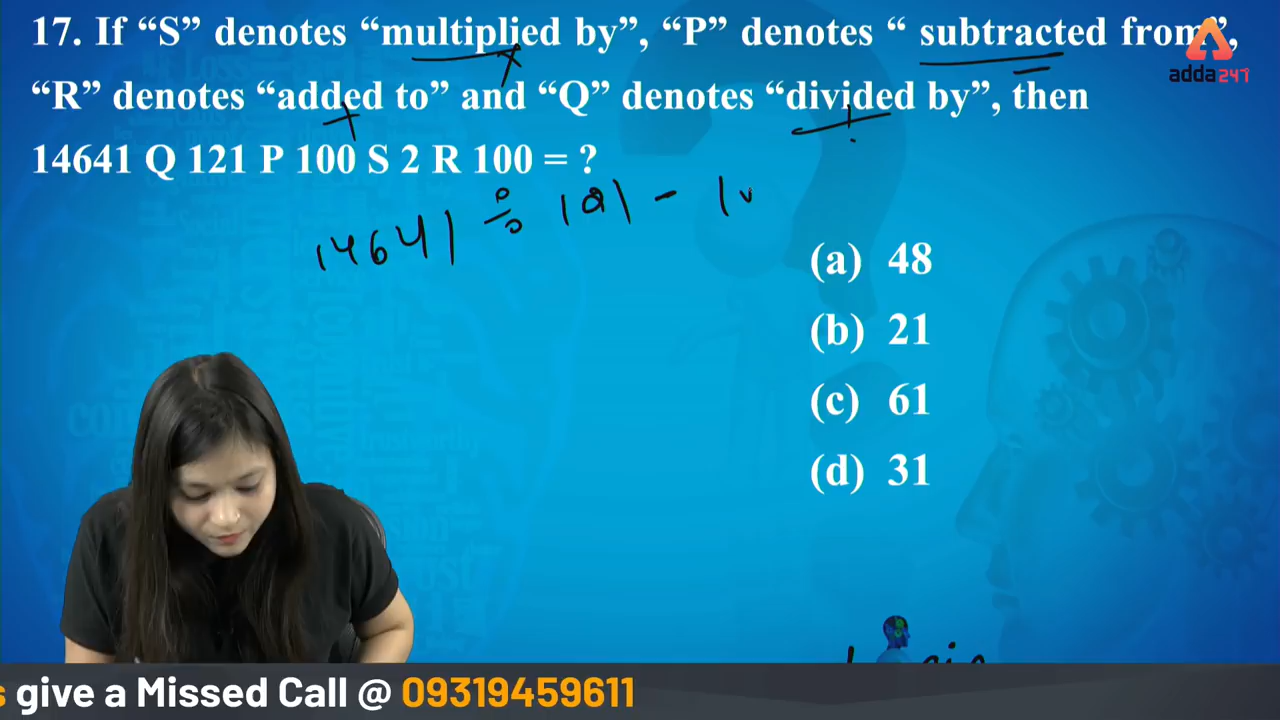 17. If “S” denotes “multiplied by”, “P” denotes “ subtracted from”,
adda247
“R” denotes “added to” and “Q” denotes “divided by”, then
14641 Q 121 P 100 S 2 R 100 = ?
14641 ÷ 121 - 10
(a) 48
(b) 21
(c) 61
(d) 31
give a Missed Call @ 09319459611